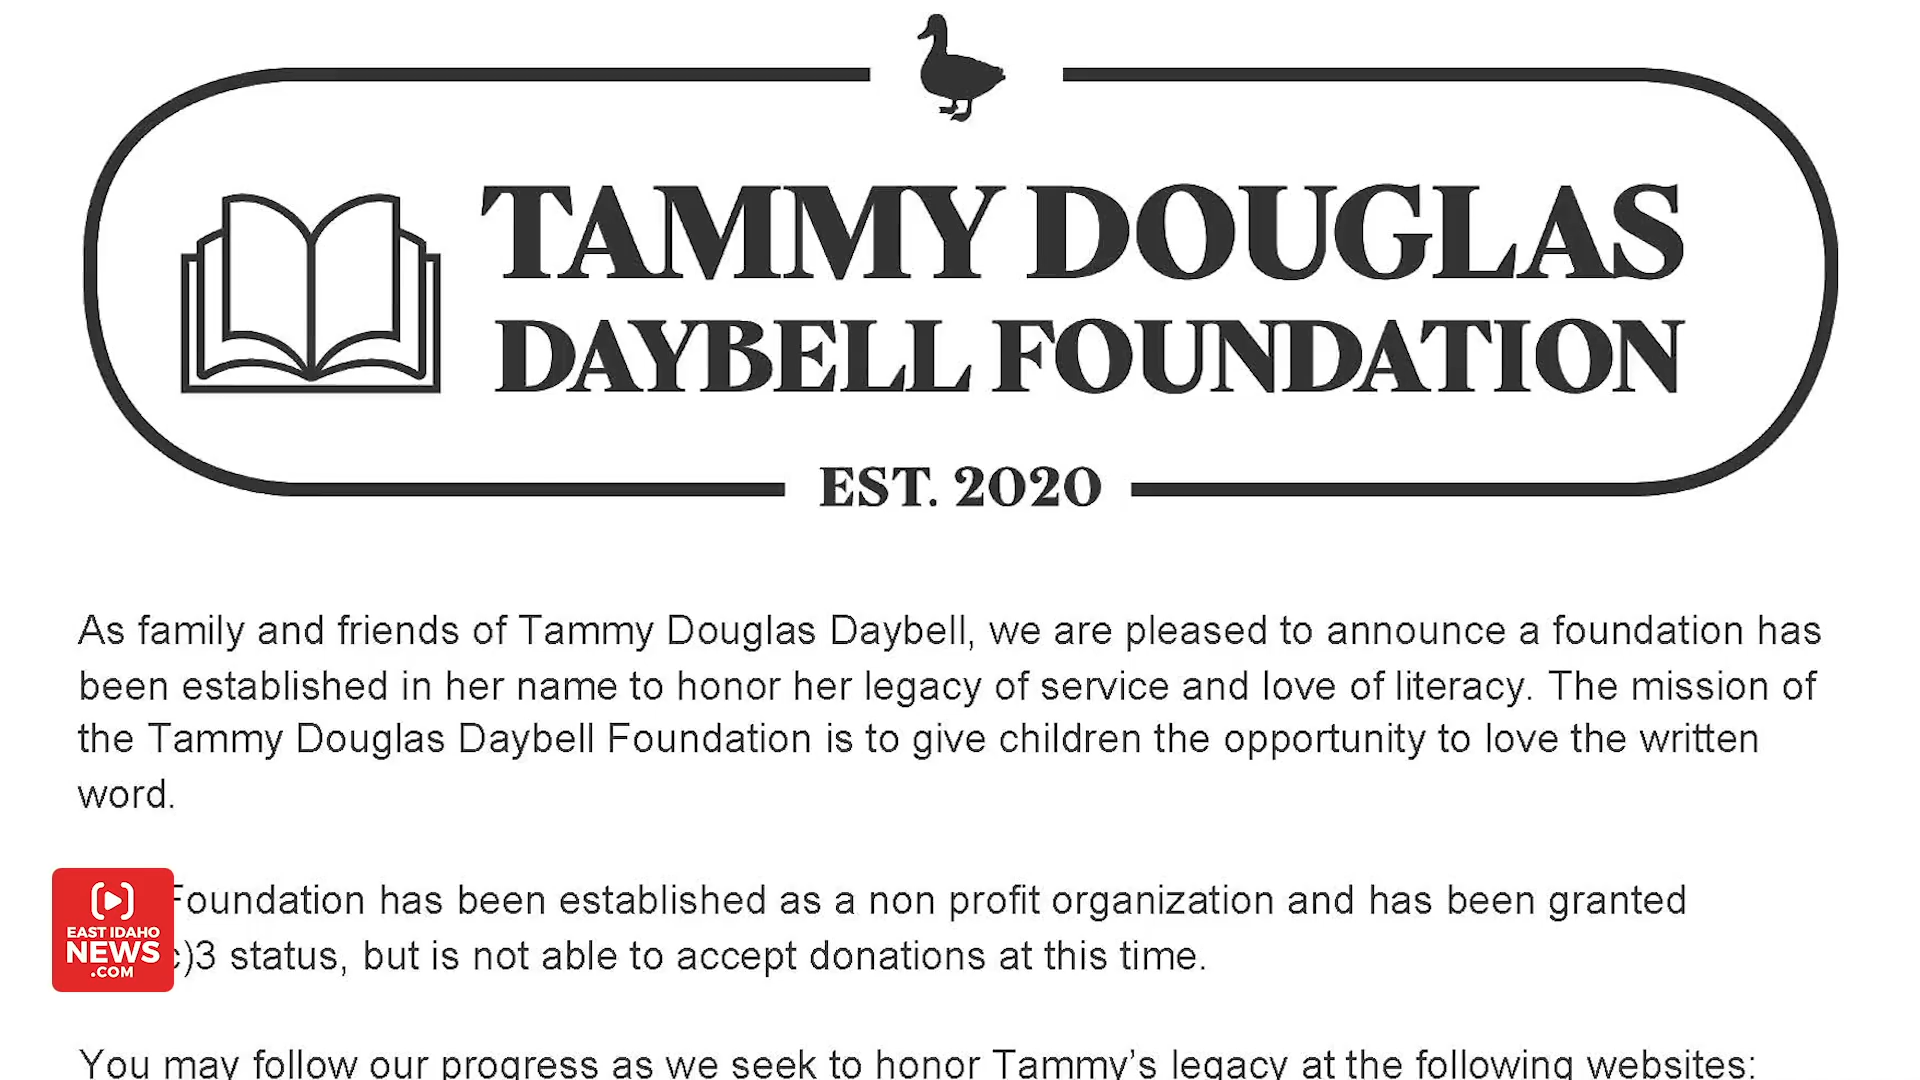 TAMMY DOUGLAS
DAYBELL FOUNDATION
EST. 2020
As family and friends of Tammy Douglas Daybell, we are pleased to announce a foundation has
been established in her name to honor her legacy of service and love of literacy. The mission of
the Tammy Douglas Daybell Foundation is to give children the opportunity to love the written
word.
Foundation has been established as a non profit organization and has been granted
c)3 status, but is not able to accept donations at this time.
EAST IDAHO
NEWS
.COM
You may follow our progress as we seek to honor Tammy’s legacy at the following websites: